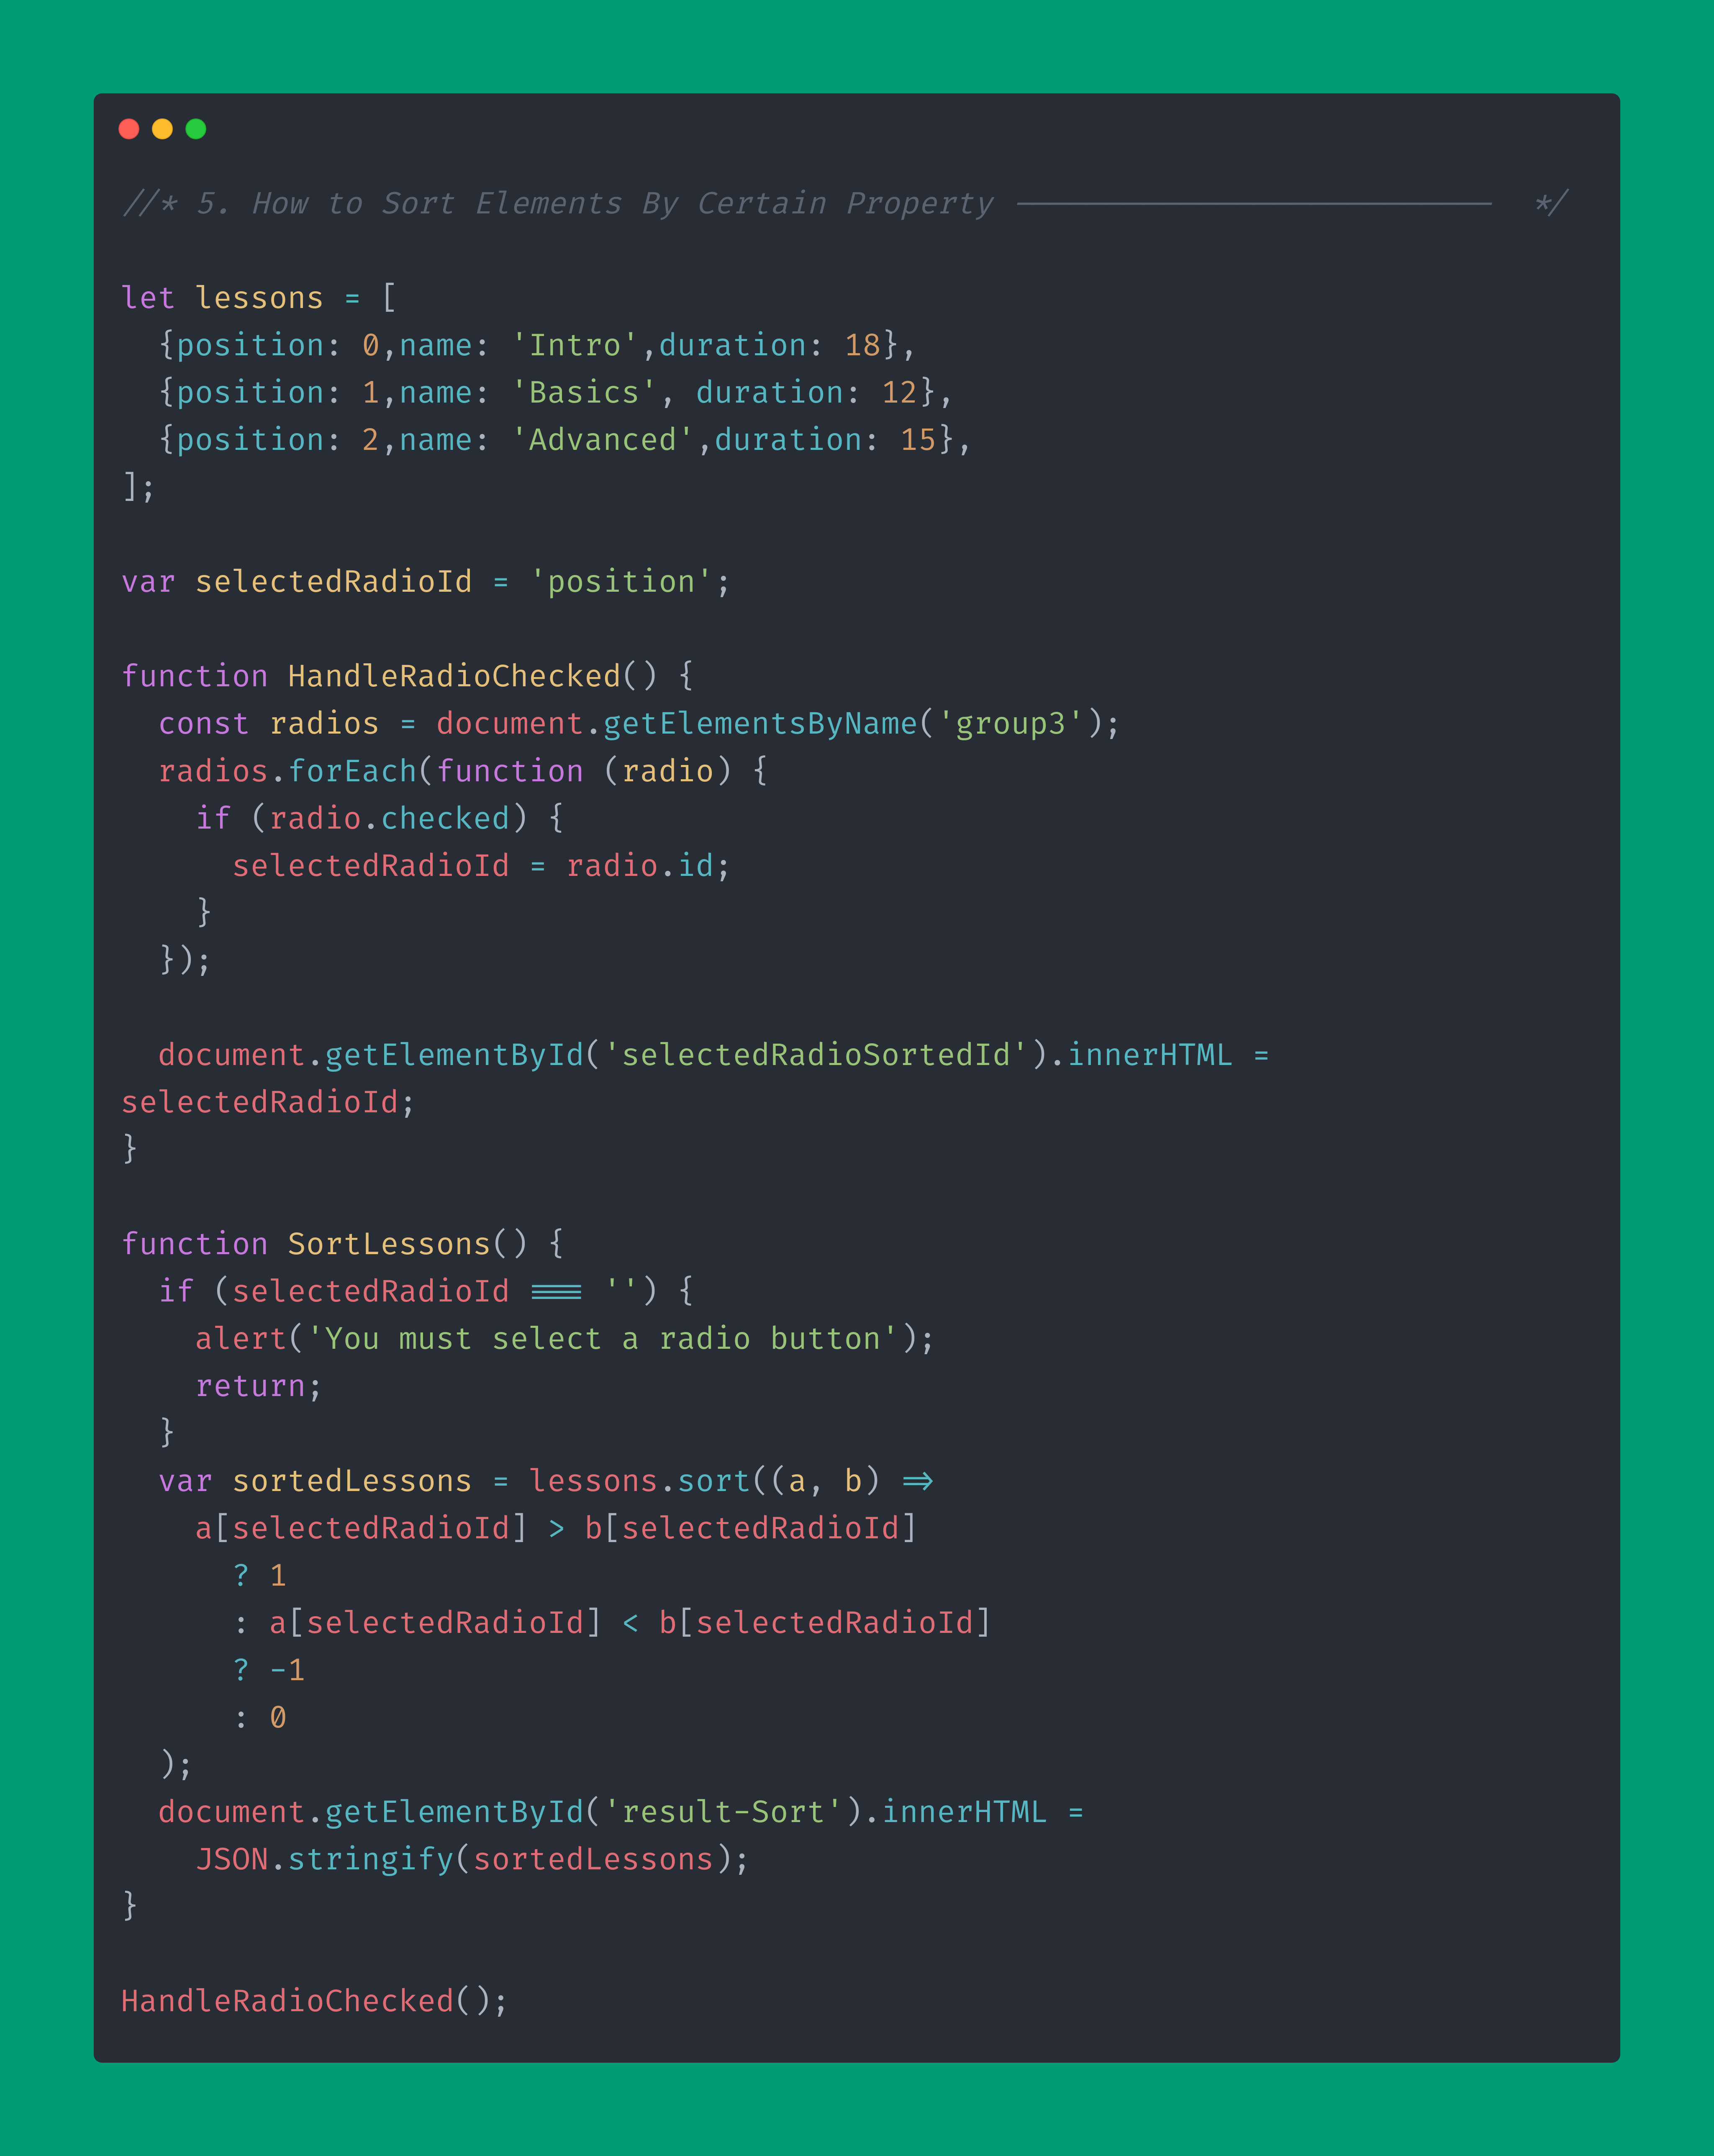 //* 5. How to Sort Elements By Certain Property -------------------------- */
let lessons = [
  {position: 0,name: 'Intro',duration: 18},
  {position: 1,name: 'Basics', duration: 12},
  {position: 2,name: 'Advanced',duration: 15},
];
var selectedRadioId = 'position';
function HandleRadioChecked() {
  const radios = document.getElementsByName('group3');
  radios.forEach(function (radio) {
    if (radio.checked) {
      selectedRadioId = radio.id;
    }
  });
  document.getElementById('selectedRadioSortedId').innerHTML =
selectedRadioId;
}
function SortLessons() {
  if (selectedRadioId === '') {
    alert('You must select a radio button');
    return;
  }
  var sortedLessons = lessons.sort((a, b) =>
    a[selectedRadioId] > b[selectedRadioId]
      ? 1
      : a[selectedRadioId] < b[selectedRadioId]
      ? -1
      : 0
  );
  document.getElementById('result-Sort').innerHTML =
    JSON.stringify(sortedLessons);
}
HandleRadioChecked();